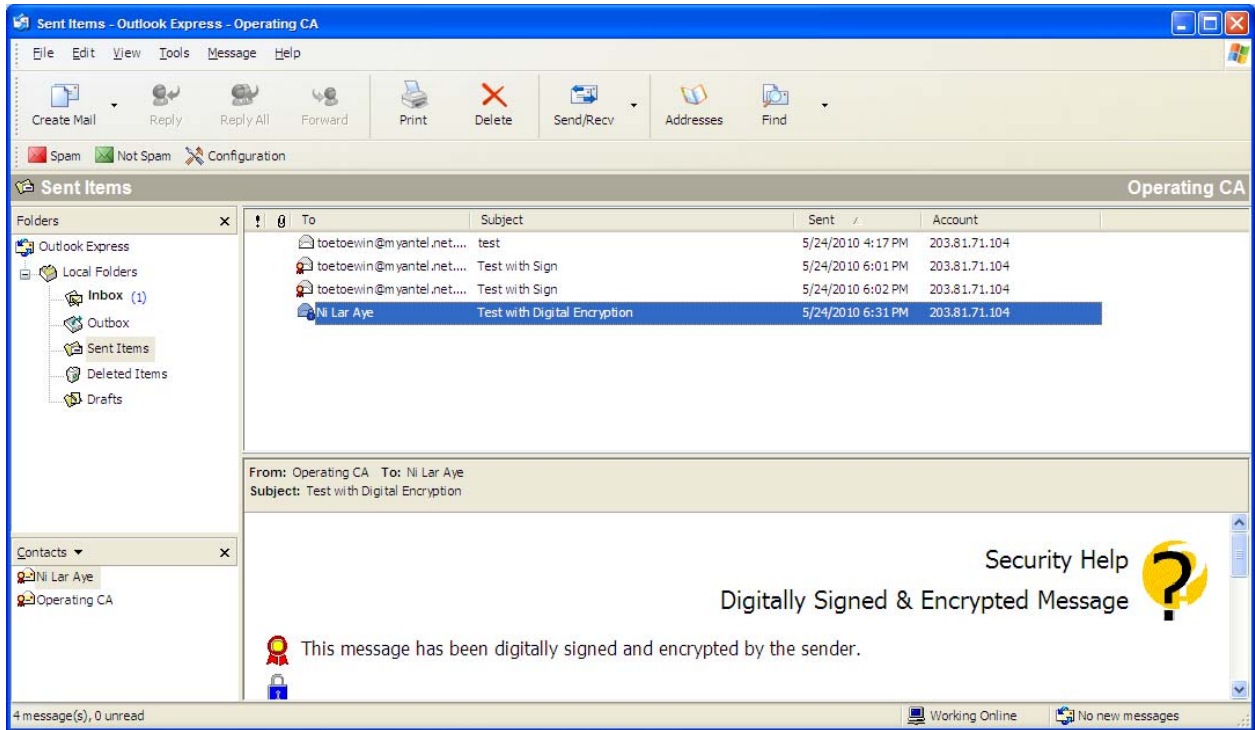 Sent Items - Outlook Express - Operating CA
File Edit View Tools Message Help
Create Mail Reply Reply All Forward Print Delete Send/Recv Addresses Find
Spam Not Spam Configuration
Sent Items Operating CA
Folders
Outlook Express
Local Folders
Inbox (1)
Outbox
Sent Items
Deleted Items
Drafts
Contacts
Ni Lar Aye
Operating CA
! To Subject Sent Account
toetoewin@myantel.net.... test 5/24/2010 4:17 PM 203.81.71.104
toetoewin@myantel.net.... Test with Sign 5/24/2010 6:01 PM 203.81.71.104
toetoewin@myantel.net.... Test with Sign 5/24/2010 6:02 PM 203.81.71.104
Ni Lar Aye Test with Digital Encryption 5/24/2010 6:31 PM 203.81.71.104
From: Operating CA To: Ni Lar Aye
Subject: Test with Digital Encryption
Security Help
Digitally Signed & Encrypted Message
This message has been digitally signed and encrypted by the sender.
4 message(s), 0 unread Working Online No new messages